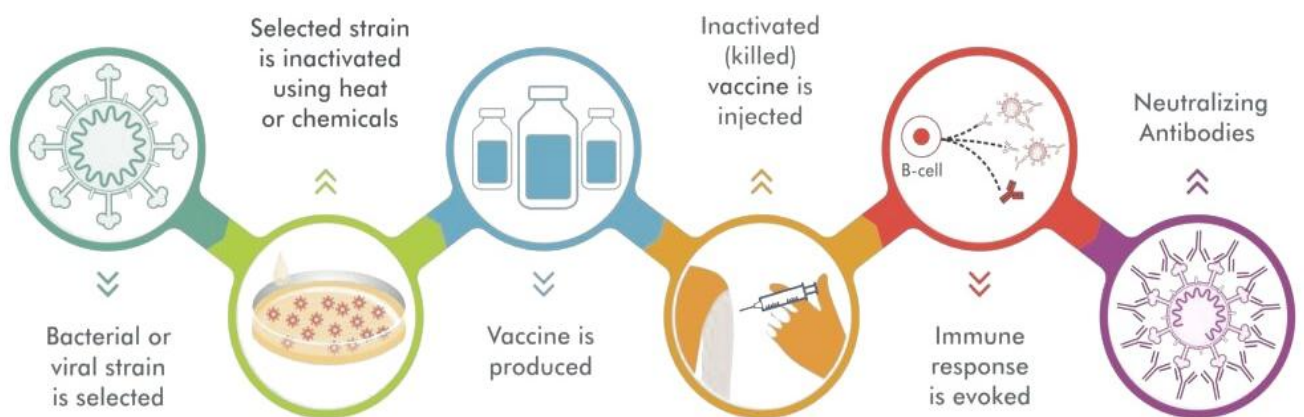 Bacterial or
viral strain
is selected
Selected strain
is inactivated
using heat
or chemicals
Vaccine is
produced
Inactivated
(killed)
vaccine is
injected
B-cell
Immune
response
is evoked
Neutralizing
Antibodies